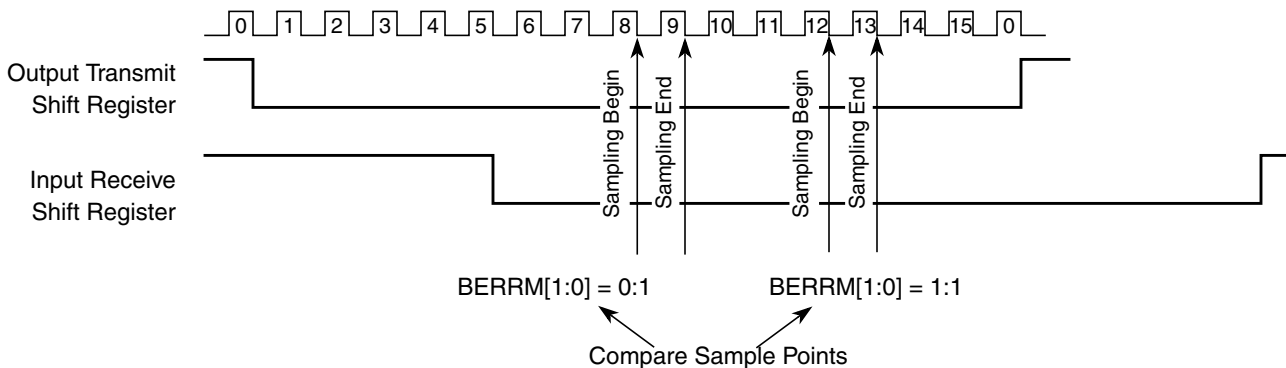 0 1 2 3 4 5 6 7 8 9 10 11 12 13 14 15 0
Output Transmit
Shift Register
Input Receive
Shift Register
Sampling Begin
Sampling End
Sampling Begin
Sampling End
BERRM[1:0] = 0:1
BERRM[1:0] = 1:1
Compare Sample Points